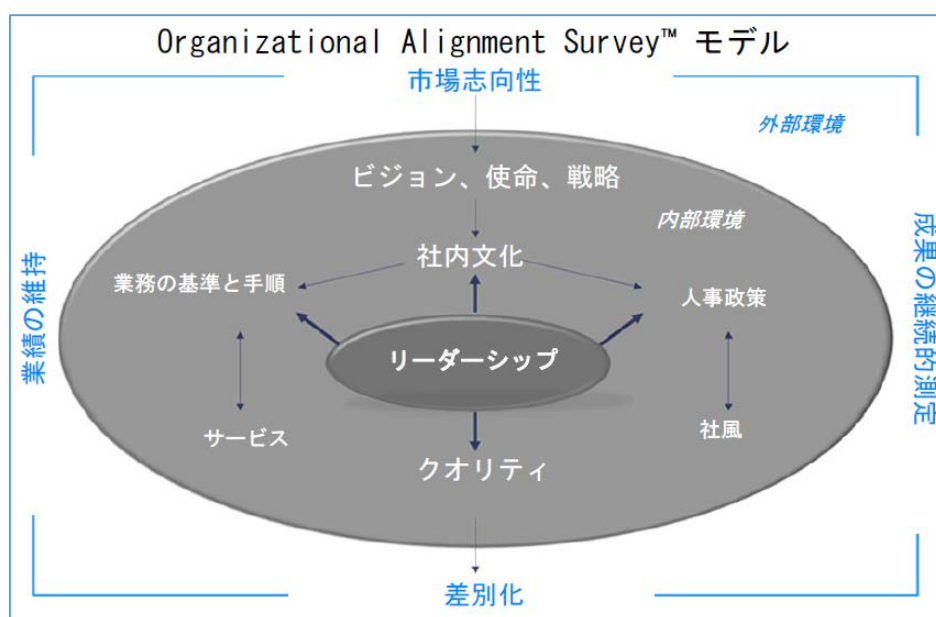 Organizational Alignment Survey™ モデル
市場志向性
外部環境
ビジョン、使命、戦略
内部環境
社内文化
業務の基準と手順
人事政策
業績の維持
成果の継続的測定
リーダーシップ
サービス
社風
クオリティ
差別化